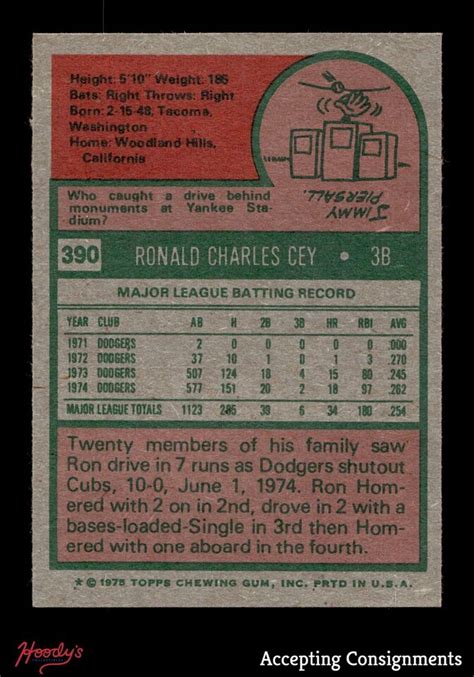 Height: 5'10" Weight: 185
Bats: Right Throws: Right
Born: 2-15-48, Tacoma,
Washington
Home: Woodland Hills,
California
Who caught a drive behind
monuments at Yankee Sta-
dium?
JIMMY
PIERSALL.
390 RONALD CHARLES CEY • 3B
MAJOR LEAGUE BATTING RECORD
YEAR CLUB AB H 2B 3B HR RBI AVG
1971 DODGERS 2 0 0 0 0 0 .000
1972 DODGERS 37 10 1 0 1 3 .270
1973 DODGERS 507 124 18 4 15 80 .245
1974 DODGERS 577 151 20 2 18 97 .262
MAJOR LEAGUE TOTALS 1123 285 39 6 34 180 .254
Twenty members of his family saw
Ron drive in 7 runs as Dodgers shutout
Cubs, 10-0, June 1, 1974. Ron Hom-
ered with 2 on in 2nd, drove in 2 with a
bases-loaded-Single in 3rd then Hom-
ered with one aboard in the fourth.
* © 1975 TOPPS CHEWING GUM, INC. PRTD IN U.S.A.
Hoody's
Accepting Consignments